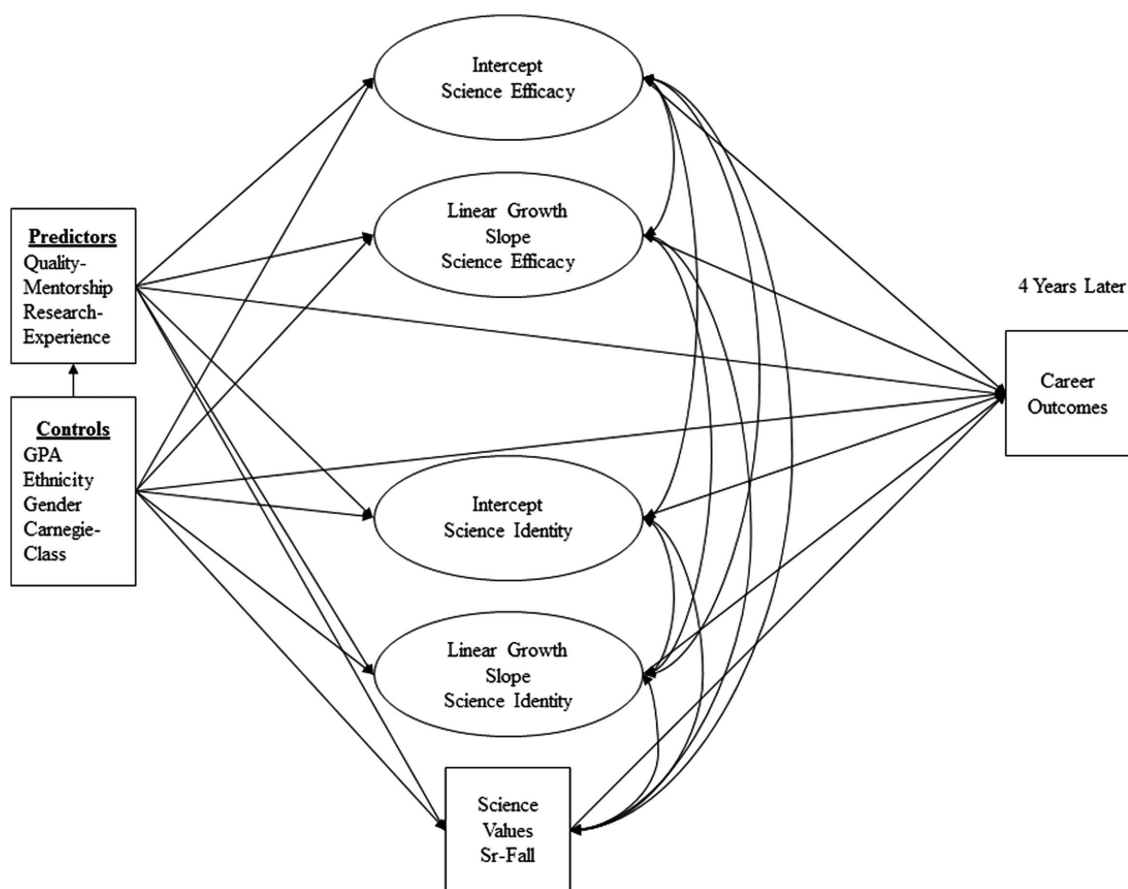 Intercept
Science Efficacy
Linear Growth
Slope
Science Efficacy
Predictors
Quality-
Mentorship
Research-
Experience
4 Years Later
Career
Outcomes
Controls
GPA
Ethnicity
Gender
Carnegie-
Class
Intercept
Science Identity
Linear Growth
Slope
Science Identity
Science
Values
Sr-Fall